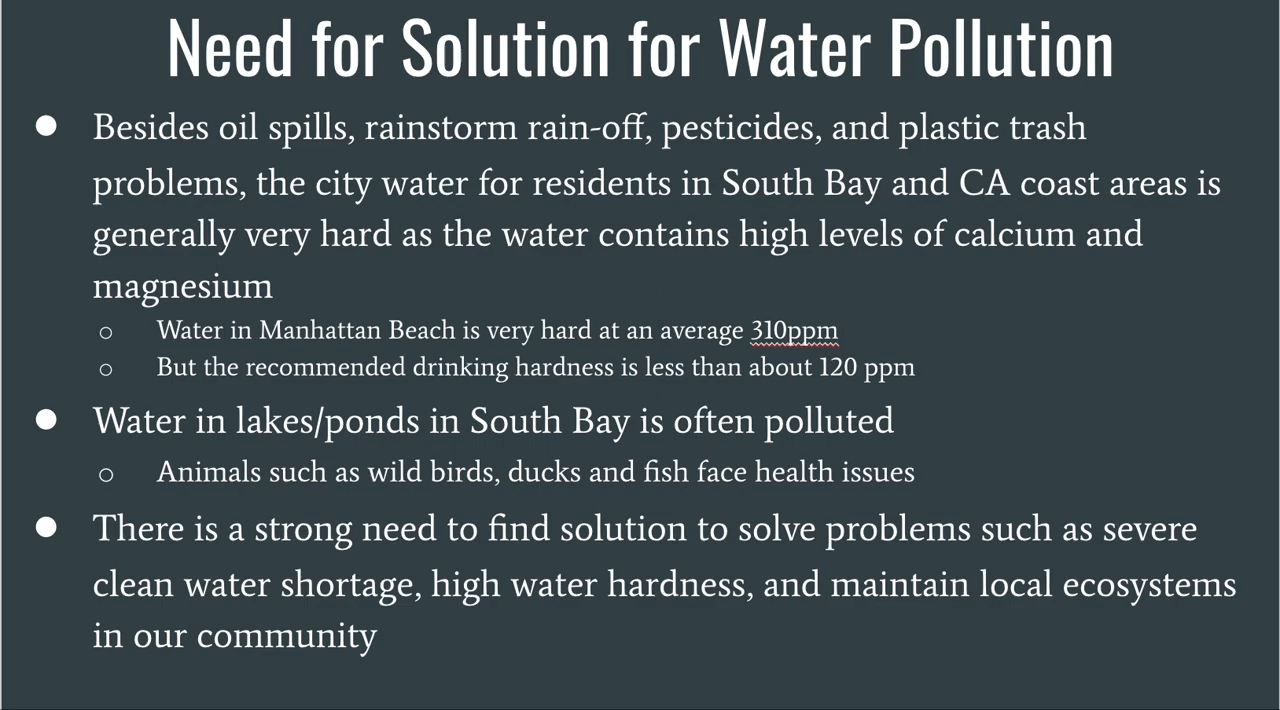 Need for Solution for Water Pollution
● Besides oil spills, rainstorm rain-off, pesticides, and plastic trash
problems, the city water for residents in South Bay and CA coast areas is
generally very hard as the water contains high levels of calcium and
magnesium
○ Water in Manhattan Beach is very hard at an average 310ppm
○ But the recommended drinking hardness is less than about 120 ppm
● Water in lakes/ponds in South Bay is often polluted
○ Animals such as wild birds, ducks and fish face health issues
● There is a strong need to find solution to solve problems such as severe
clean water shortage, high water hardness, and maintain local ecosystems
in our community